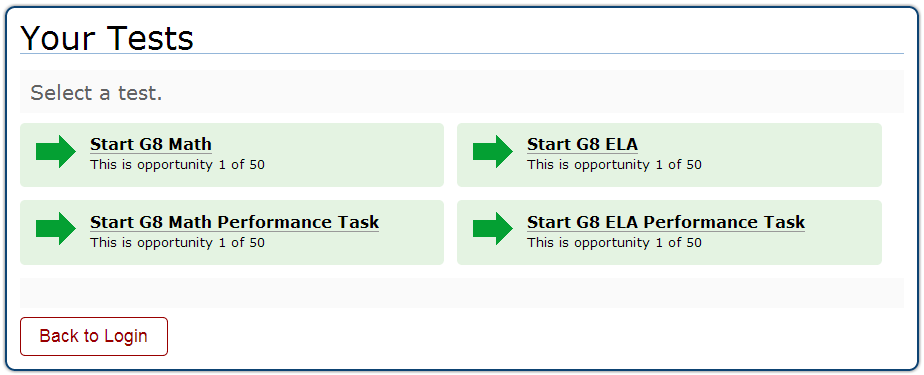 Your Tests
Select a test.
Start G8 Math
This is opportunity 1 of 50
Start G8 ELA
This is opportunity 1 of 50
Start G8 Math Performance Task
This is opportunity 1 of 50
Start G8 ELA Performance Task
This is opportunity 1 of 50
Back to Login